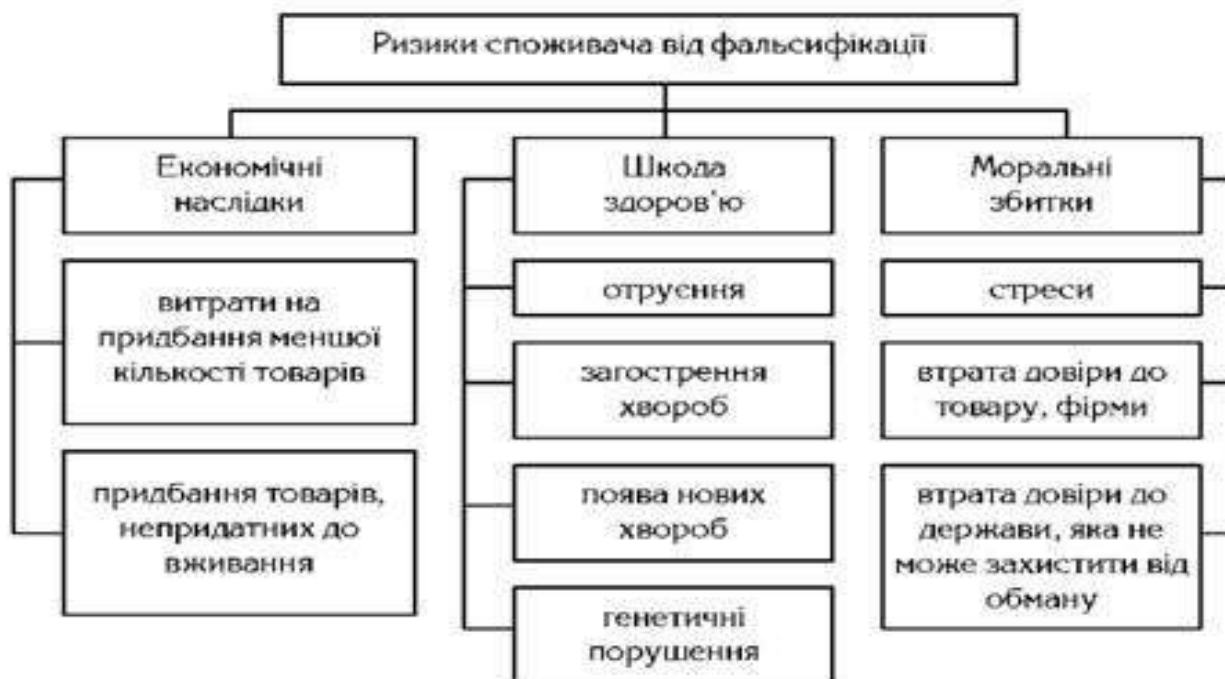 Ризики споживача від фальсифікації
Економічні
наслідки
витрати на
придбання меншої
кількості товарів
придбання товарів,
непридатних до
вживання
Шкода
здоров'ю
отруєння
загострення
хвороб
поява нових
хвороб
генетичні
порушення
Моральні
збитки
стреси
втрата довіри до
товару, фірми
втрата довіри до
держави, яка не
може захистити від
обману